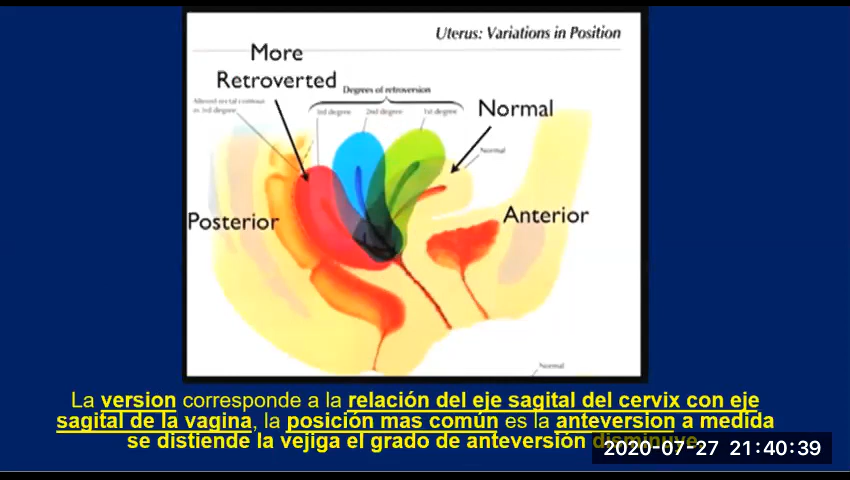 Uterus: Variations in Position
More
Retroverted
Degrees of retroversion
Altered rectal contour
as 3rd degree
3rd degree
2nd degree
1st degree
Normal
Normal
Posterior
Anterior
Normal
La version corresponde a la relación del eje sagital del cervix con eje
sagital de la vagina, la posición mas común es la anteversion a medida
se distiende la vejiga el grado de anteversión disminuye
2020-07-27 21:40:39